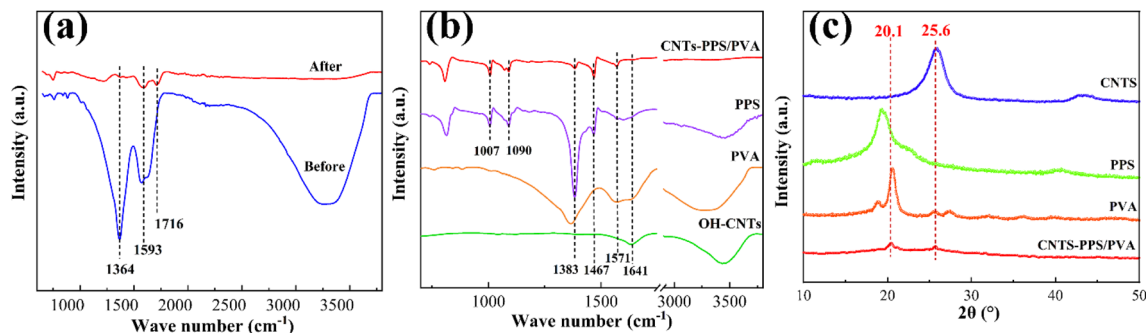 (a)
After
Before
1364
1593
1716
Intensity (a.u.)
1000 1500 2000 2500 3000 3500
Wave number (cm⁻¹)
(b)
CNTs-PPS/PVA
PPS
1007
1090
PVA
OH-CNTs
1383
1467
1571
1641
Intensity (a.u.)
1000 1500 3000 3500
Wave number (cm⁻¹)
(c)
20.1
25.6
CNTS
PPS
PVA
CNTS-PPS/PVA
Intensity (a.u.)
10 20 30 40 50
2θ (°)